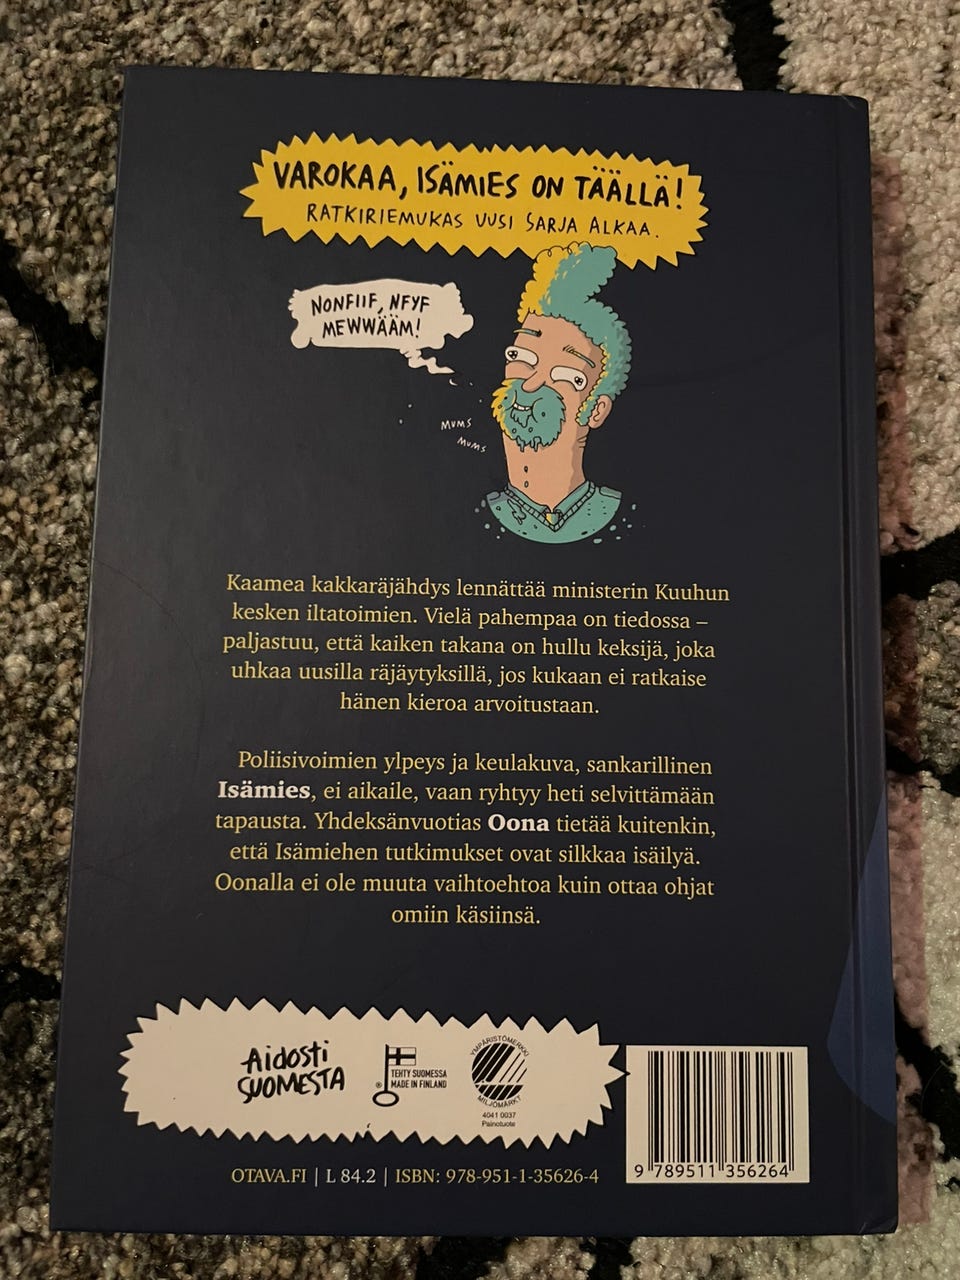 VAROKAA, ISÄMIES ON TÄÄLLÄ!
RATKIRIEMUKAS UUSI SARJA ALKAA.
NONFIIF, NFYF
MEWWÄÄM!
MUMS
MUMS
Kaamea kakkaräjähdys lennättää ministerin Kuuhun
kesken iltatoimien. Vielä pahempaa on tiedossa –
paljastuu, että kaiken takana on hullu keksijä, joka
uhkaa uusilla räjäytyksillä, jos kukaan ei ratkaise
hänen kieroa arvoitustaan.
Poliisivoimien ylpeys ja keulakuva, sankarillinen
Isämies, ei aikaile, vaan ryhtyy heti selvittämään
tapausta. Yhdeksänvuotias Oona tietää kuitenkin,
että Isämiehen tutkimukset ovat silkkaa isäilyä.
Oonalla ei ole muuta vaihtoehtoa kuin ottaa ohjat
omiin käsiinsä.
Aidosti
SUOMESTA
®
TEHTY SUOMESSA
MADE IN FINLAND
YMPÄRISTÖMERKKI
MILJÖMÄRKT
4041 0037
Painotuote
OTAVA.FI | L 84.2 | ISBN: 978-951-1-35626-4
9 789511 356264